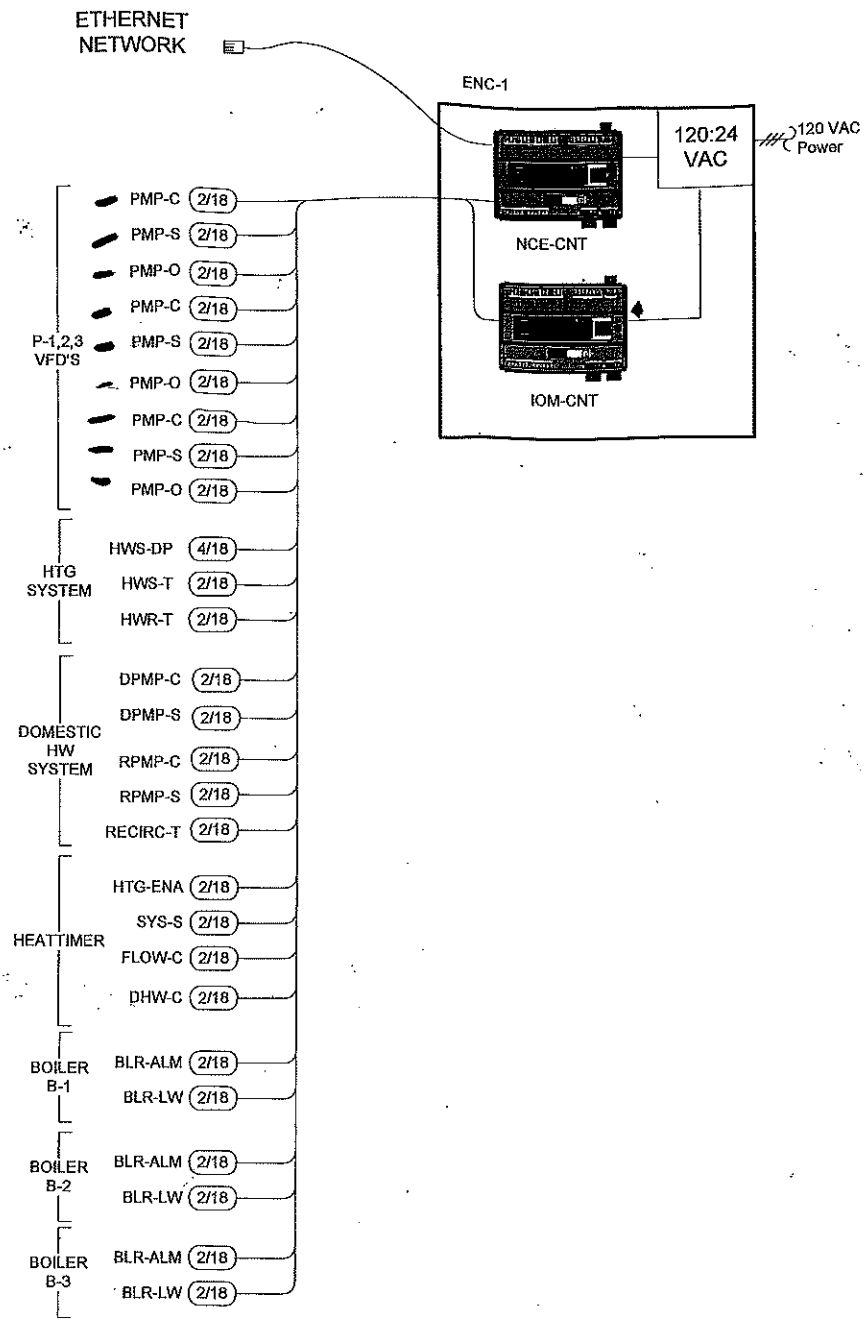 ETHERNET
NETWORK
ENC-1
120:24
VAC
120 VAC
Power
NCE-CNT
IOM-CNT
P-1,2,3
VFD'S
PMP-C 2/18
PMP-S 2/18
PMP-O 2/18
PMP-C 2/18
PMP-S 2/18
PMP-O 2/18
PMP-C 2/18
PMP-S 2/18
PMP-O 2/18
HTG
SYSTEM
HWS-DP 4/18
HWS-T 2/18
HWR-T 2/18
DOMESTIC
HW
SYSTEM
DPMP-C 2/18
DPMP-S 2/18
RPMP-C 2/18
RPMP-S 2/18
RECIRC-T 2/18
HEATTIMER
HTG-ENA 2/18
SYS-S 2/18
FLOW-C 2/18
DHW-C 2/18
BOILER
B-1
BLR-ALM 2/18
BLR-LW 2/18
BOILER
B-2
BLR-ALM 2/18
BLR-LW 2/18
BOILER
B-3
BLR-ALM 2/18
BLR-LW 2/18